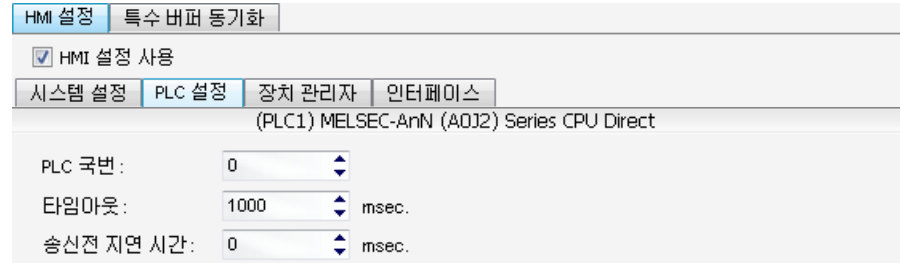 HMI 설정 특수 버퍼 동기화
HMI 설정 사용
시스템 설정 PLC 설정 장치 관리자 인터페이스
(PLC1) MELSEC-AnN (A0J2) Series CPU Direct
PLC 국번 : 0
타임아웃 : 1000 msec.
송신전 지연 시간 : 0 msec.